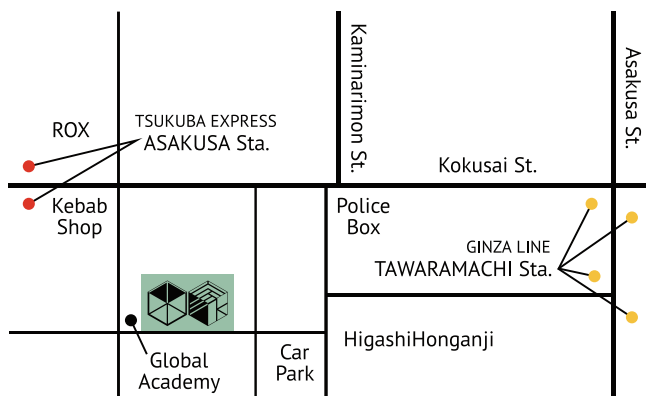 Kaminarimon St.
Asakusa St.
TSUKUBA EXPRESS
ASAKUSA Sta.
ROX
Kokusai St.
Kebab
Shop
Police
Box
GINZA LINE
TAWARAMACHI Sta.
HigashiHonganji
Car
Park
Global
Academy